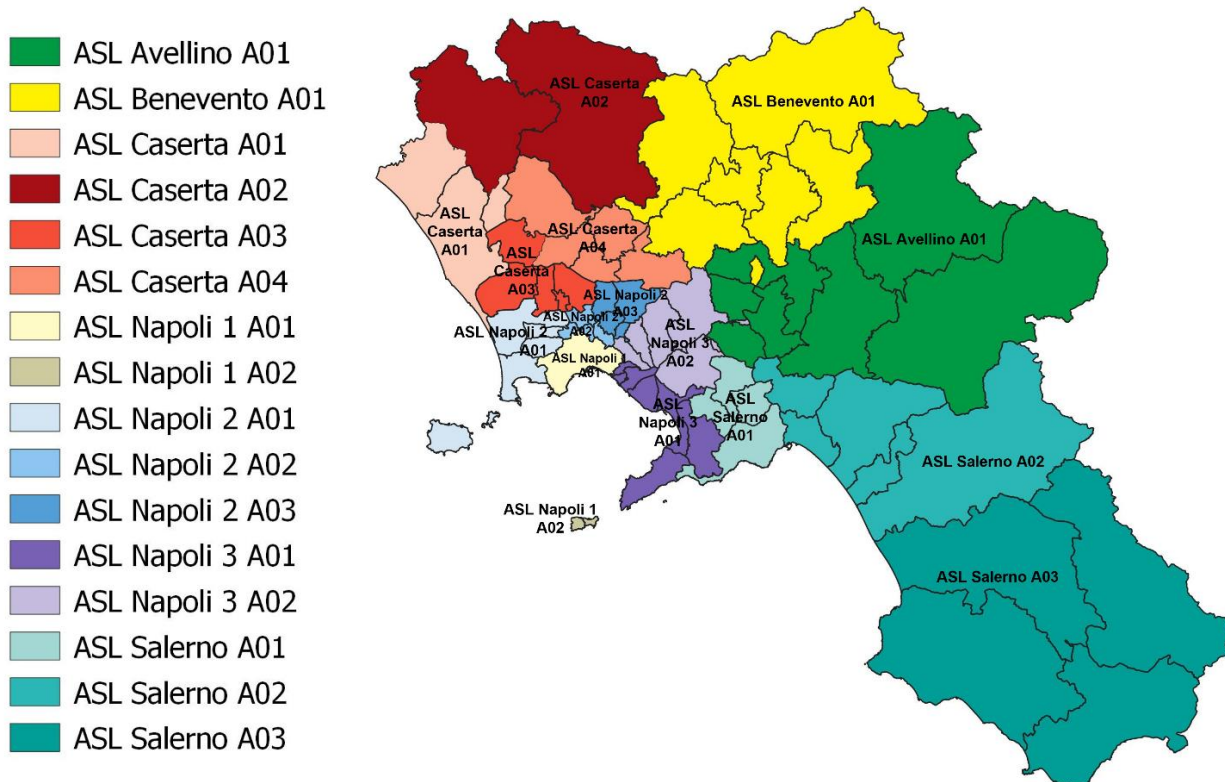 ASL Avellino A01
ASL Benevento A01
ASL Caserta A01
ASL Caserta A02
ASL Caserta A03
ASL Caserta A04
ASL Napoli 1 A01
ASL Napoli 1 A02
ASL Napoli 2 A01
ASL Napoli 2 A02
ASL Napoli 2 A03
ASL Napoli 3 A01
ASL Napoli 3 A02
ASL Salerno A01
ASL Salerno A02
ASL Salerno A03
ASL Caserta
A02
ASL Benevento A01
ASL
Caserta
A01
ASL Caserta
A04
ASL Avellino A01
ASL
Caserta
A03
ASL Napoli 2
A03
ASL Napoli 2
A02
ASL Napoli 2
A01
ASL
Napoli 3
A02
ASL Napoli 1
A01
ASL
Napoli 3
A01
ASL
Salerno
A01
ASL Salerno A02
ASL Napoli 1
A02
ASL Salerno A03